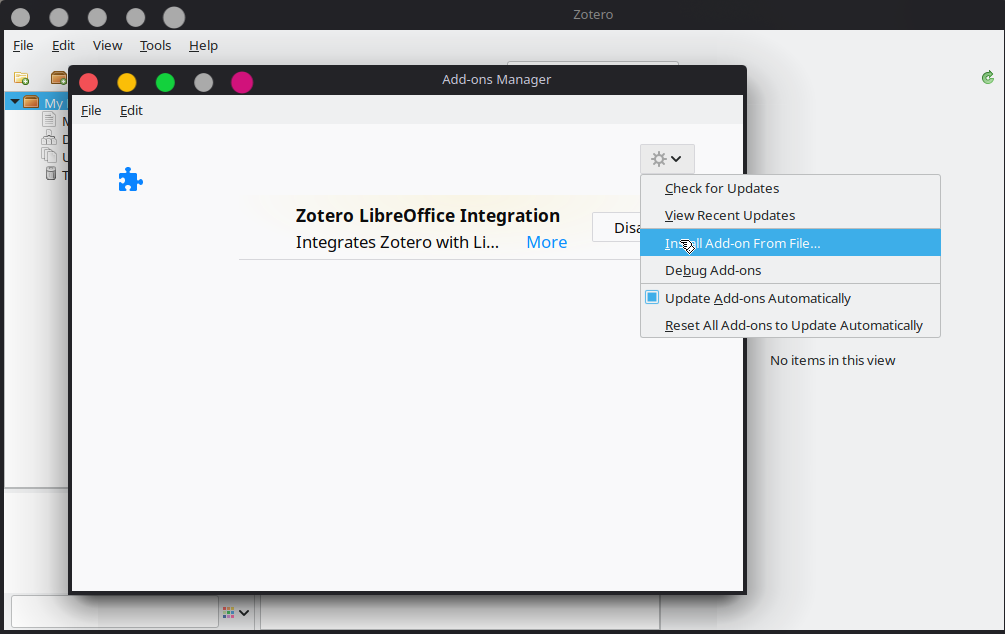 Zotero
File Edit View Tools Help
Add-ons Manager
My
File Edit
Check for Updates
View Recent Updates
Zotero LibreOffice Integration
Integrates Zotero with Li... More
Install Add-on From File...
Debug Add-ons
Update Add-ons Automatically
Reset All Add-ons to Update Automatically
No items in this view